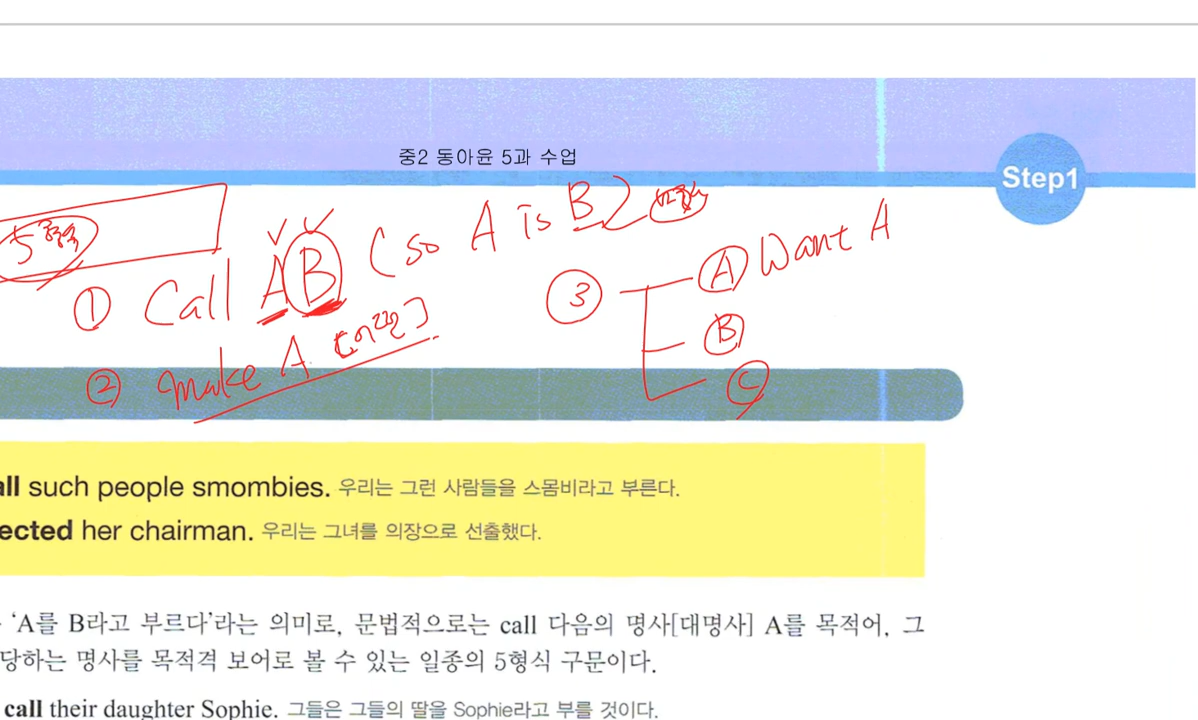 중2 동아윤 5과 수업
Step1
5형식
① Call A B (so A is B)
② Make A
③ Ⓐ Want A
Ⓑ
Ⓒ
all such people smombies. 우리는 그런 사람들을 스몸비라고 부른다.
ected her chairman. 우리는 그녀를 의장으로 선출했다.
‘A를 B라고 부르다’라는 의미로, 문법적으로는 call 다음의 명사[대명사] A를 목적어, 그
당하는 명사를 목적격 보어로 볼 수 있는 일종의 5형식 구문이다.
call their daughter Sophie. 그들은 그들의 딸을 Sophie라고 부를 것이다.